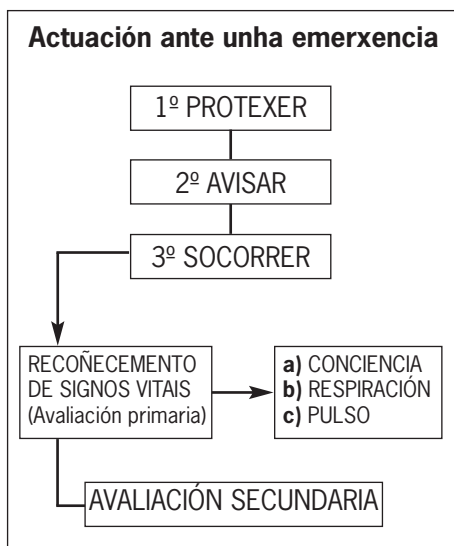 Actuación ante unha emerxencia
1º PROTEXER
2º AVISAR
3º SOCORRER
RECOÑECEMENTO
DE SIGNOS VITAIS
(Avaliación primaria)
a) CONCIENCIA
b) RESPIRACIÓN
c) PULSO
AVALIACIÓN SECUNDARIA